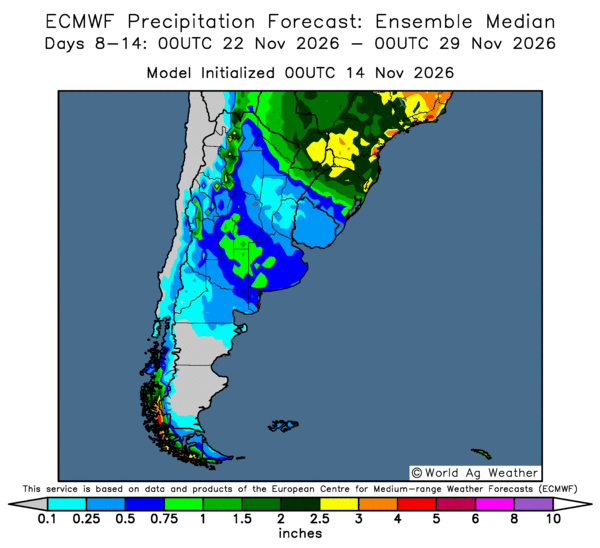 ECMWF Precipitation Forecast: Ensemble Median
Days 8-14: 00UTC 22 Nov 2026 - 00UTC 29 Nov 2026
Model Initialized 00UTC 14 Nov 2026
© World Ag Weather
This service is based on data and products of the European Centre for Medium-range Weather Forecasts (ECMWF)
0.1 0.25 0.5 0.75 1 1.5 2 2.5 3 4 5 6 8 10
inches